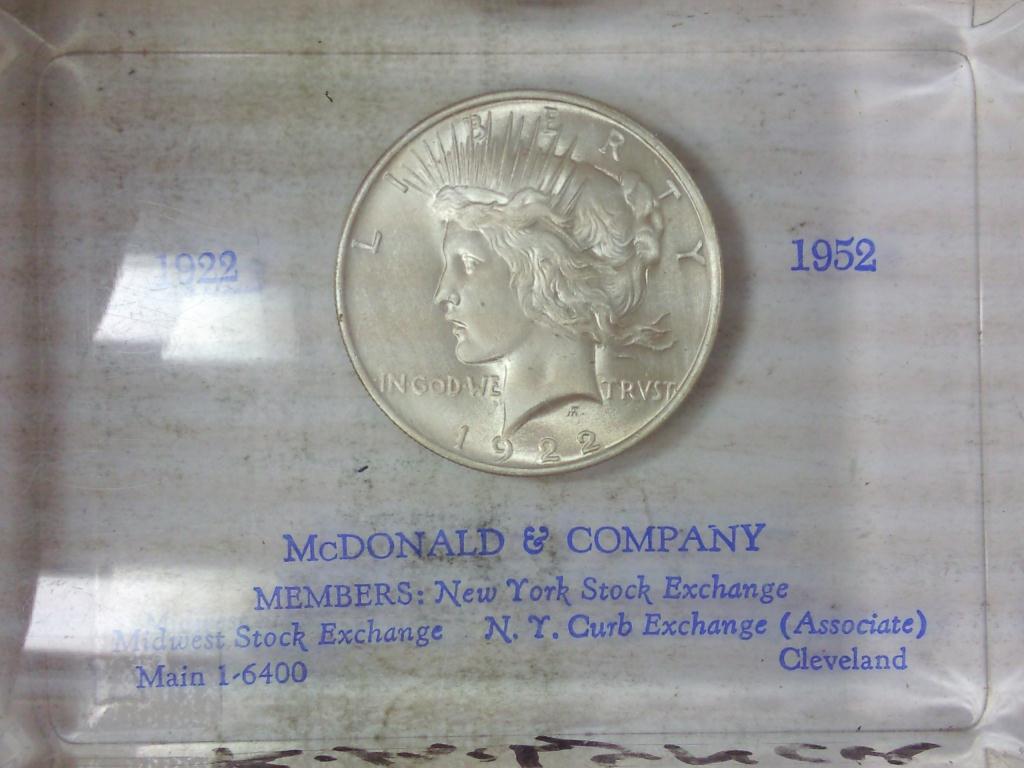 LIBERTY
1922 1952
IN GOD WE TRVST
1922
McDONALD & COMPANY
MEMBERS: New York Stock Exchange
Midwest Stock Exchange N. Y. Curb Exchange (Associate)
Main 1-6400 Cleveland